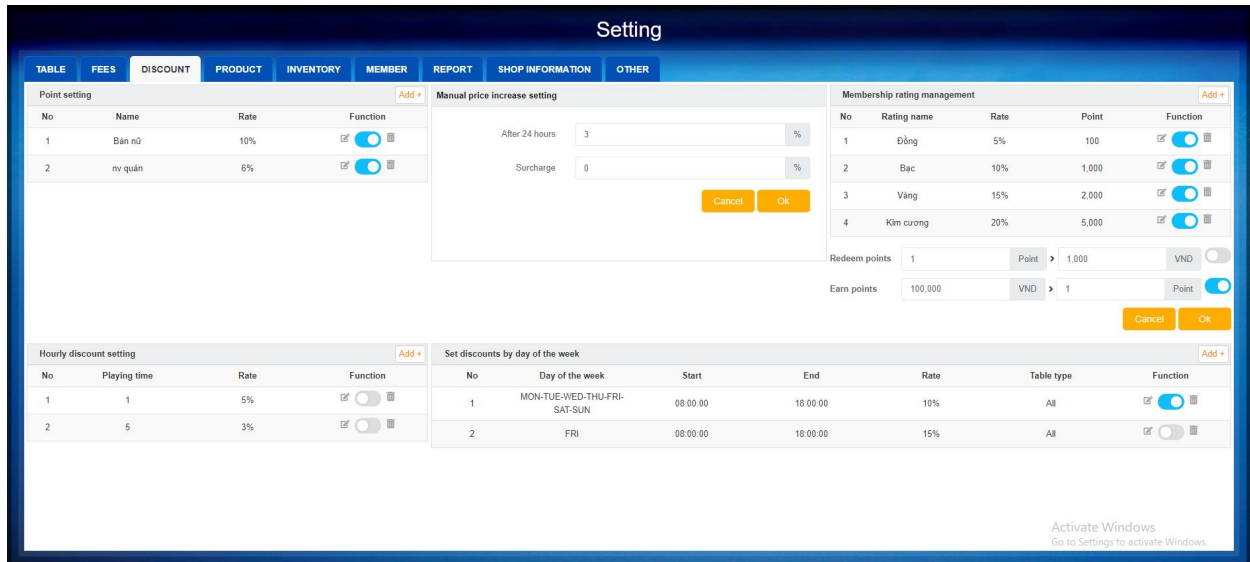 Setting
TABLE FEES DISCOUNT PRODUCT INVENTORY MEMBER REPORT SHOP INFORMATION OTHER
Point setting Add +
No Name Rate Function
1 Bàn nữ 10%
2 nv quán 6%
Manual price increase setting
After 24 hours 3 %
Surcharge 0 %
Cancel Ok
Membership rating management Add +
No Rating name Rate Point Function
1 Đồng 5% 100
2 Bạc 10% 1,000
3 Vàng 15% 2,000
4 Kim cương 20% 5,000
Redeem points 1 Point > 1,000 VND
Earn points 100,000 VND > 1 Point
Cancel Ok
Hourly discount setting Add +
No Playing time Rate Function
1 1 5%
2 5 3%
Set discounts by day of the week Add +
No Day of the week Start End Rate Table type Function
1 MON-TUE-WED-THU-FRI- 08:00:00 18:00:00 10% All
SAT-SUN
2 FRI 08:00:00 18:00:00 15% All
Activate Windows
Go to Settings to activate Windows.